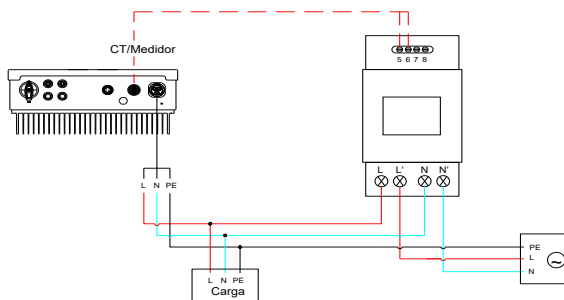 CT/Medidor
5 6 7 8
L L' N N'
L N PE
PE
L
N
L N PE
Carga